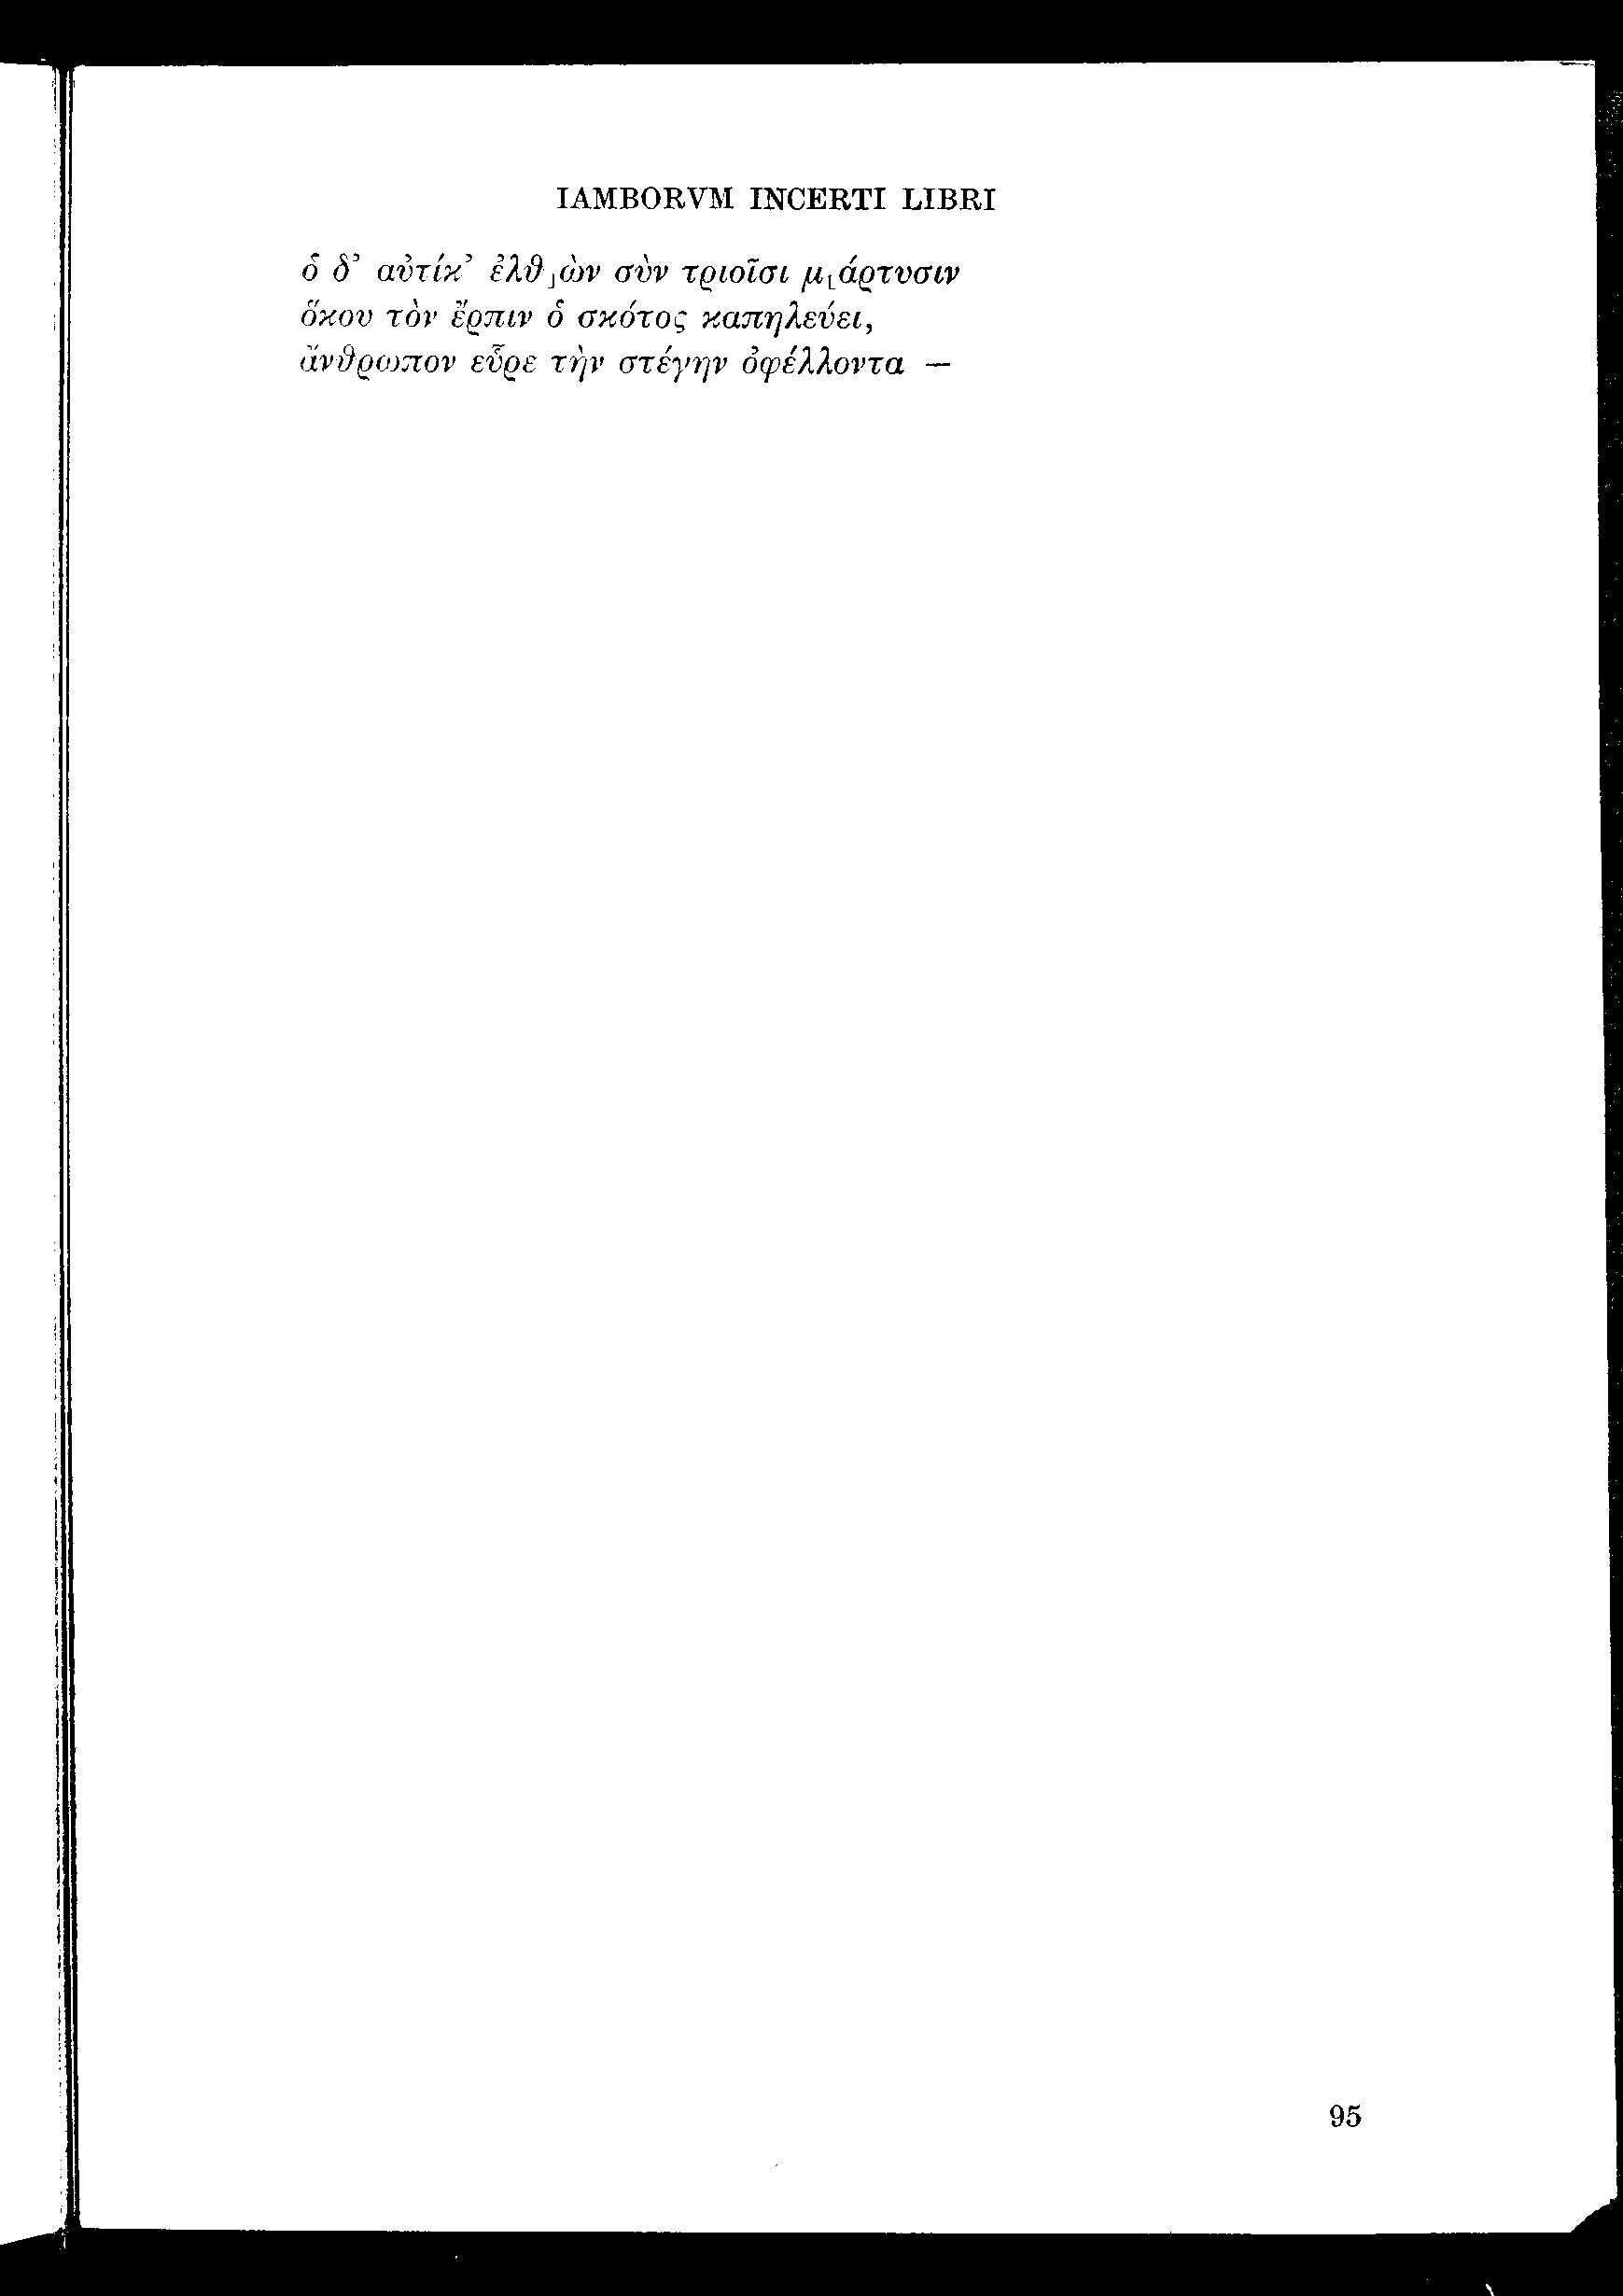 IAMBORVM INCERTI LIBRI
ὁ δ’ αὐτίκ’ ἐλθ⌋ὼν σὺν τριοῖσι μ⌊άρτυσιν
ὅκου τὸν ἔρπιν ὁ σκότος καπηλεύει,
ἄνθρωπον εὗρε τὴν στέγην ὀφέλλοντα —
95